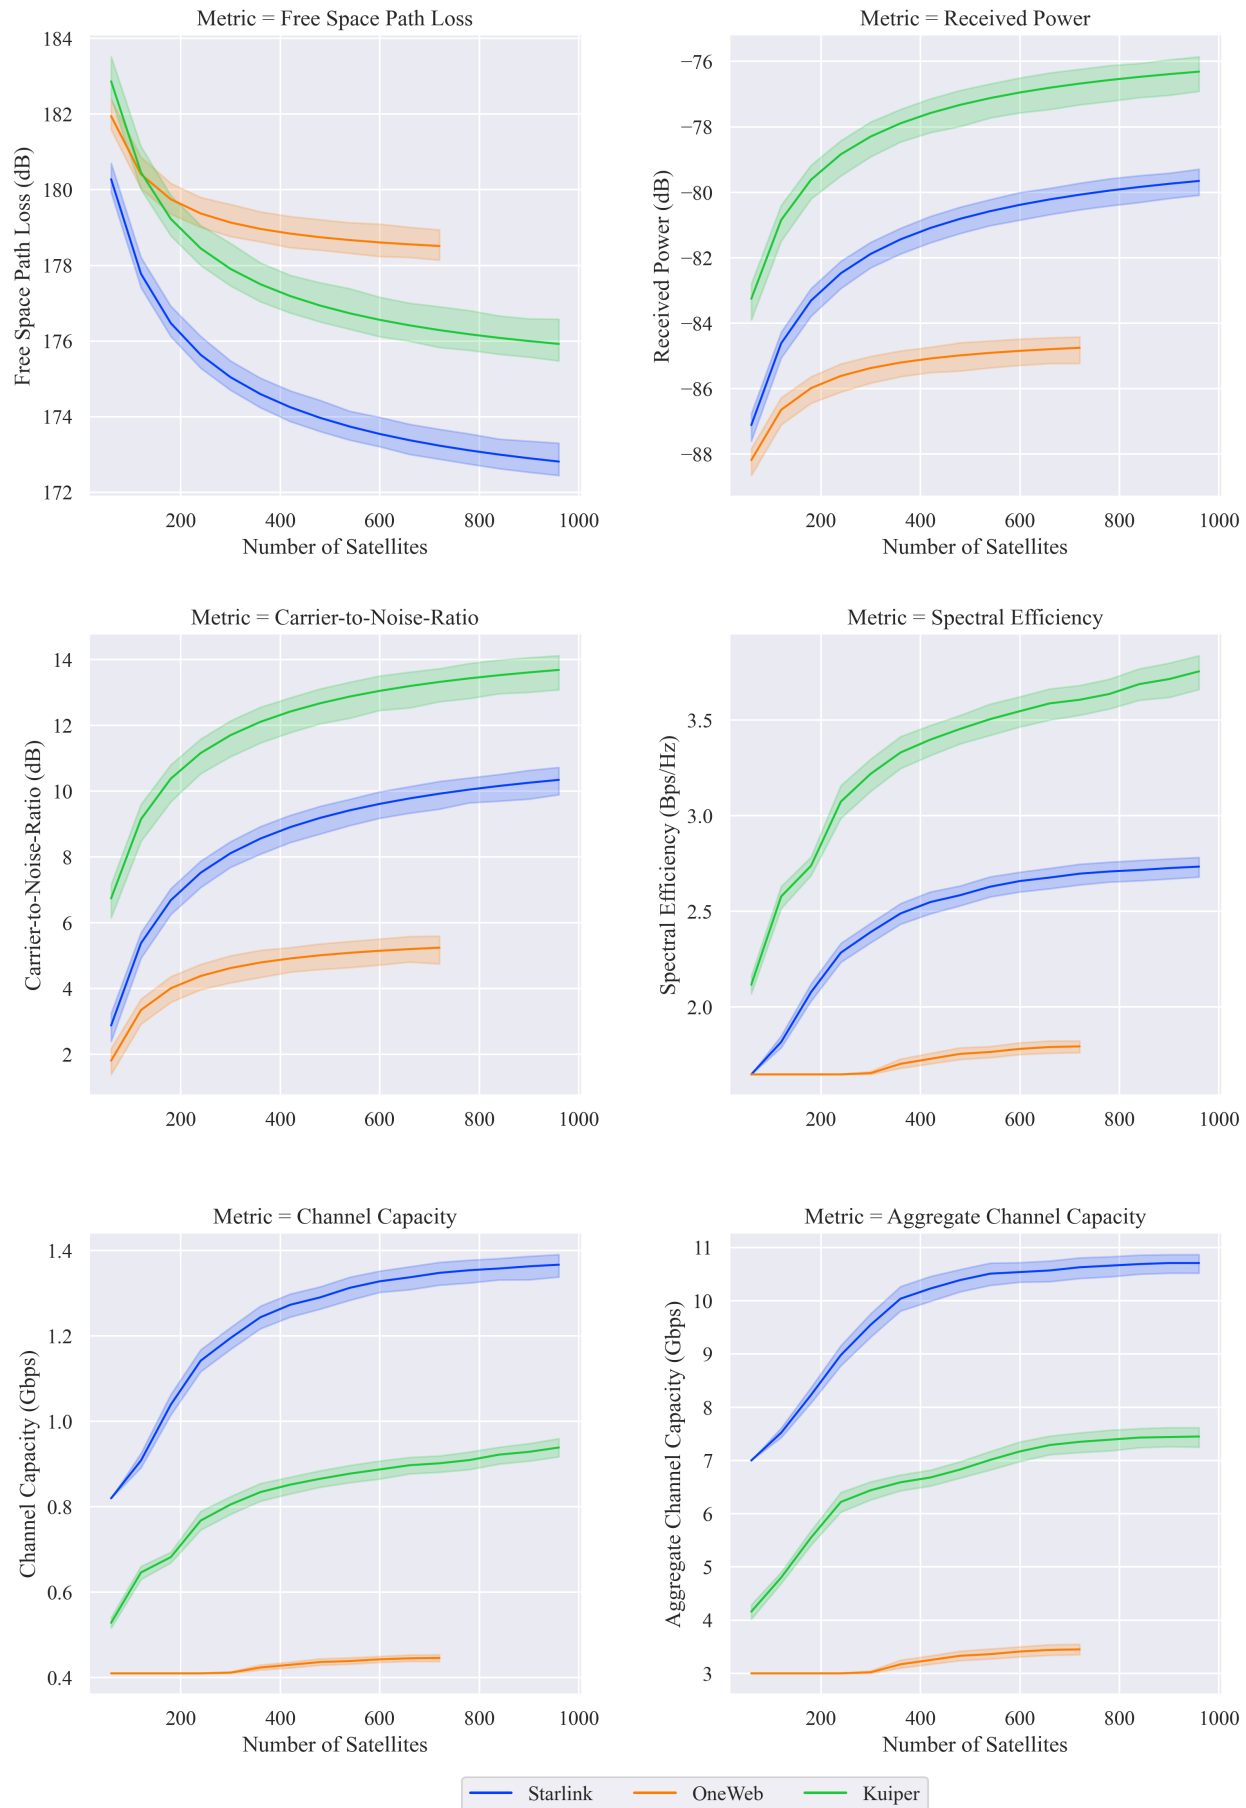 Metric = Free Space Path Loss
Free Space Path Loss (dB)
184
182
180
178
176
174
172
200 400 600 800 1000
Number of Satellites
Metric = Received Power
Received Power (dB)
−76
−78
−80
−82
−84
−86
−88
200 400 600 800 1000
Number of Satellites
Metric = Carrier-to-Noise-Ratio
Carrier-to-Noise-Ratio (dB)
14
12
10
8
6
4
2
200 400 600 800 1000
Metric = Spectral Efficiency
Spectral Efficiency (Bps/Hz)
3.5
3.0
2.5
2.0
200 400 600 800 1000
Metric = Channel Capacity
Channel Capacity (Gbps)
1.4
1.2
1.0
0.8
0.6
0.4
200 400 600 800 1000
Number of Satellites
Metric = Aggregate Channel Capacity
Aggregate Channel Capacity (Gbps)
11
10
9
8
7
6
5
4
3
200 400 600 800 1000
Number of Satellites
Starlink OneWeb Kuiper